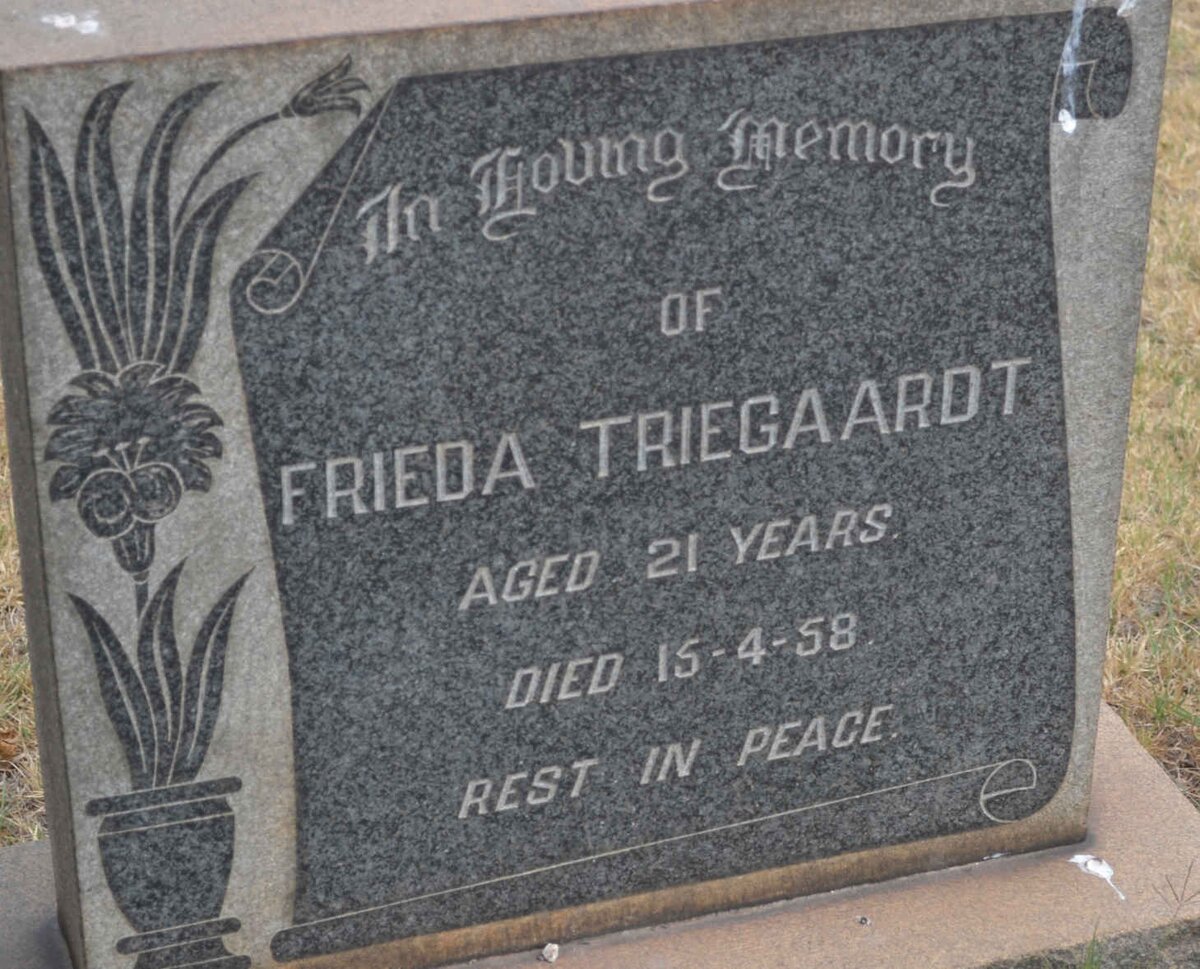 In Loving Memory
OF
FRIEDA TRIEGAARDT
AGED 21 YEARS.
DIED 15-4-58.
REST IN PEACE.